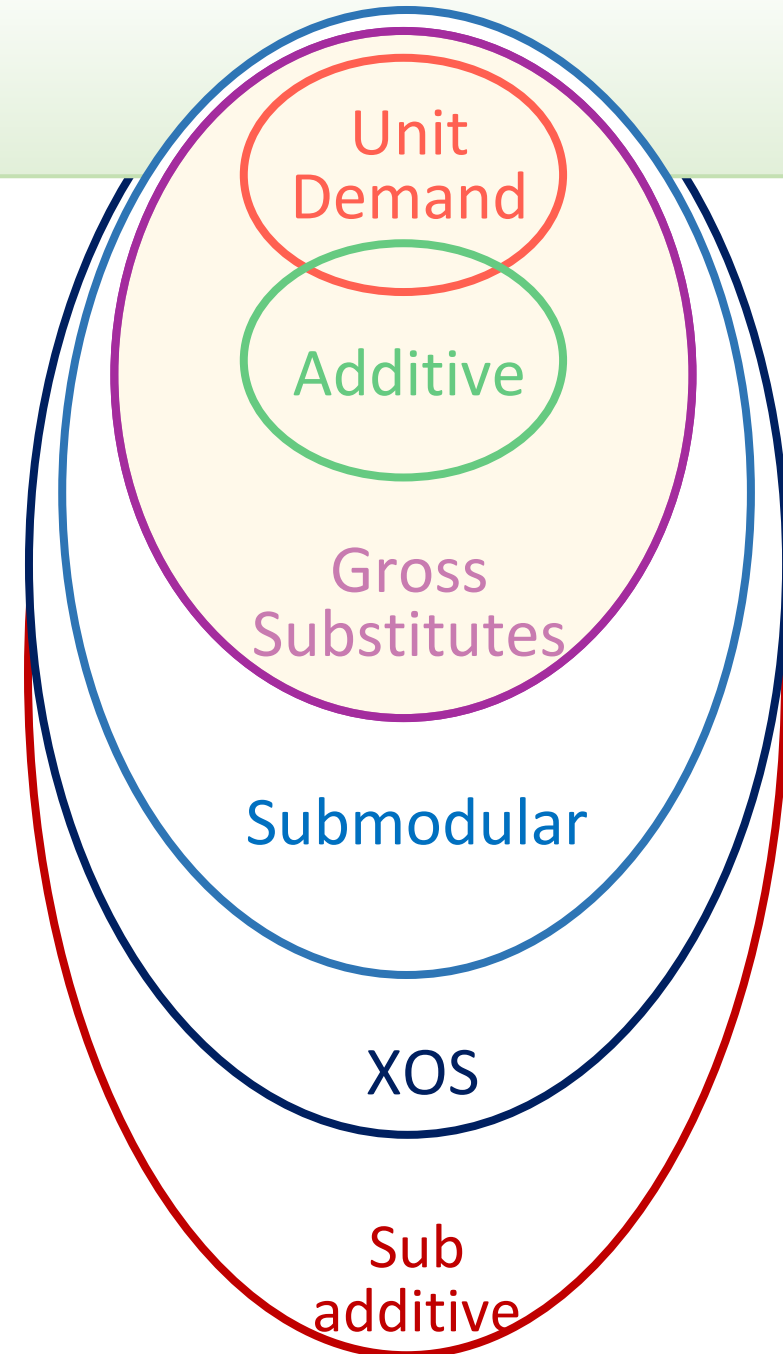 Unit
Demand
Additive
Gross
Substitutes
Submodular
XOS
Sub
additive